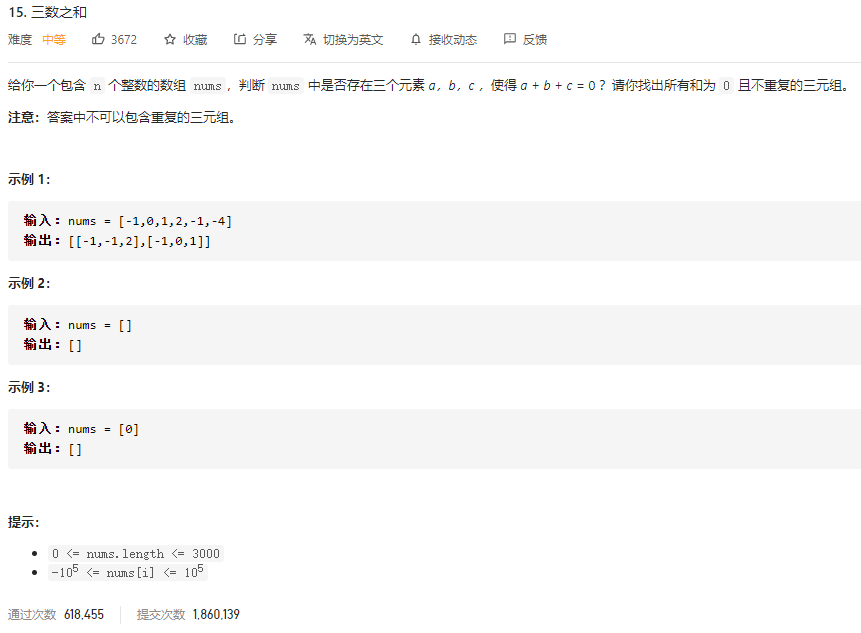 15. 三数之和
难度 中等 3672 收藏 分享 切换为英文 接收动态 反馈
给你一个包含 n 个整数的数组 nums，判断 nums 中是否存在三个元素 a，b，c ，使得 a + b + c = 0 ？请你找出所有和为 0 且不重复的三元组。
注意：答案中不可以包含重复的三元组。
示例 1：
输入：nums = [-1,0,1,2,-1,-4]
输出：[[-1,-1,2],[-1,0,1]]
示例 2：
输入：nums = []
输出：[]
示例 3：
输入：nums = [0]
输出：[]
提示：
0 <= nums.length <= 3000
-10⁵ <= nums[i] <= 10⁵
通过次数 618,455 提交次数 1,860,139